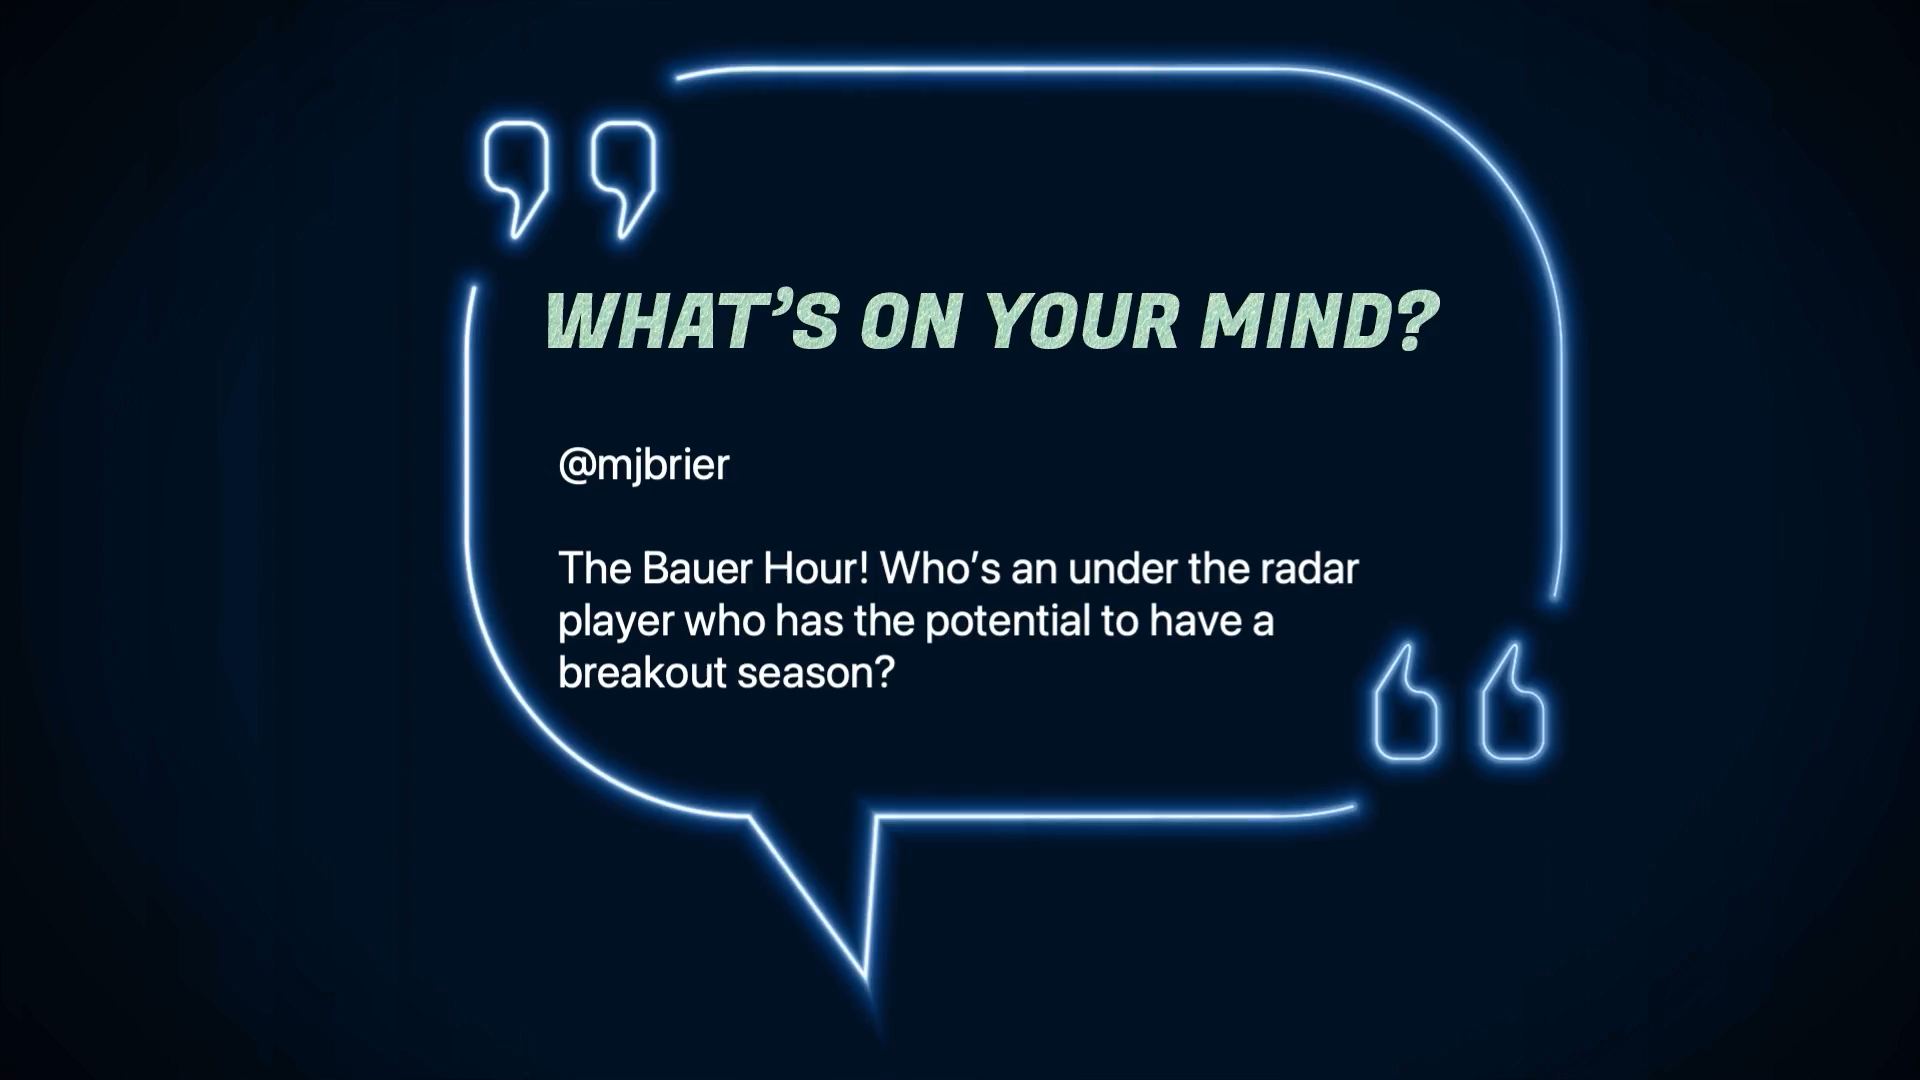 WHAT’S ON YOUR MIND?
@mjbrier
The Bauer Hour! Who’s an under the radar
player who has the potential to have a
breakout season?